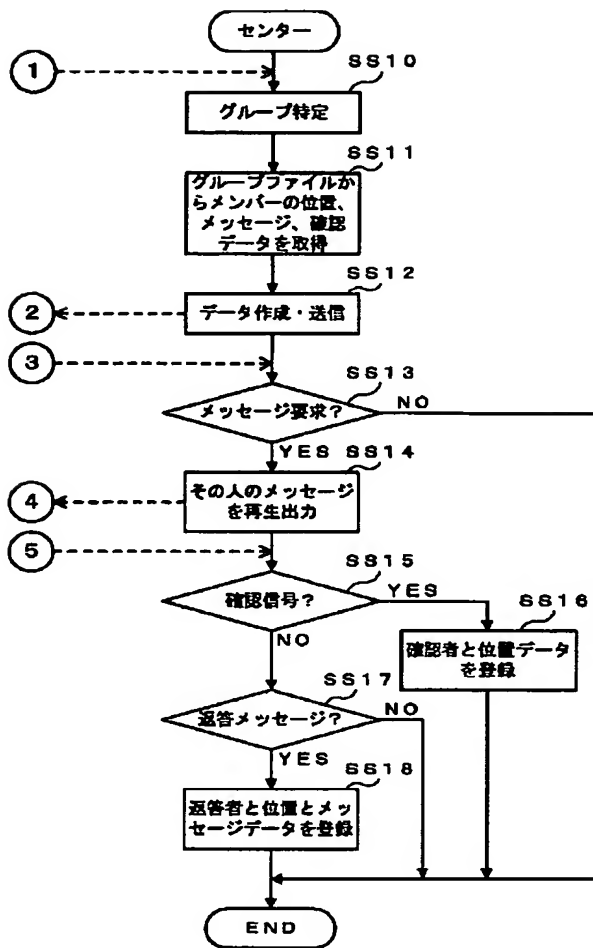 センター
①
SS10
グループ特定
SS11
グループファイルか
らメンバーの位置、
メッセージ、確認
データを取得
SS12
②
データ作成・送信
③
SS13
メッセージ要求?
NO
YES
SS14
④
その人のメッセージ
を再生出力
⑤
SS15
確認信号?
YES
SS16
NO
確認者と位置データ
を登録
SS17
返答メッセージ?
NO
YES
SS18
返答者と位置とメッ
セージデータを登録
END